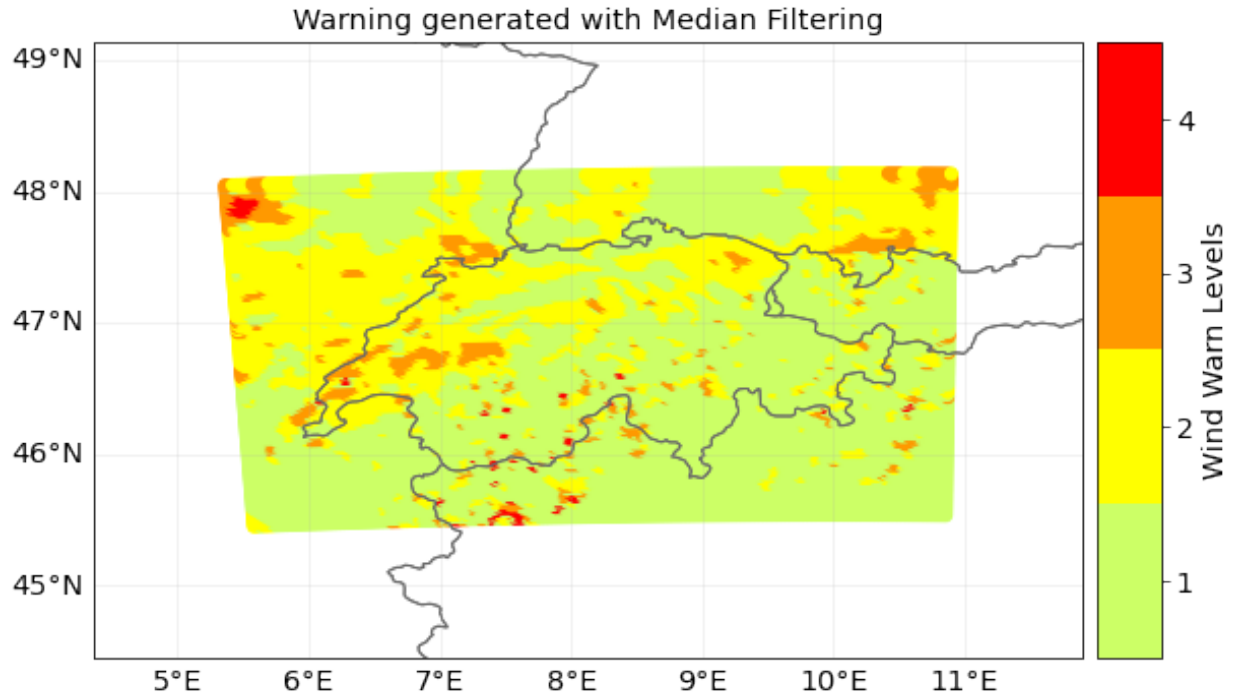 Warning generated with Median Filtering
49°N
48°N
47°N
46°N
45°N
5°E
6°E
7°E
8°E
9°E
10°E
11°E
4
3
2
1
Wind Warn Levels